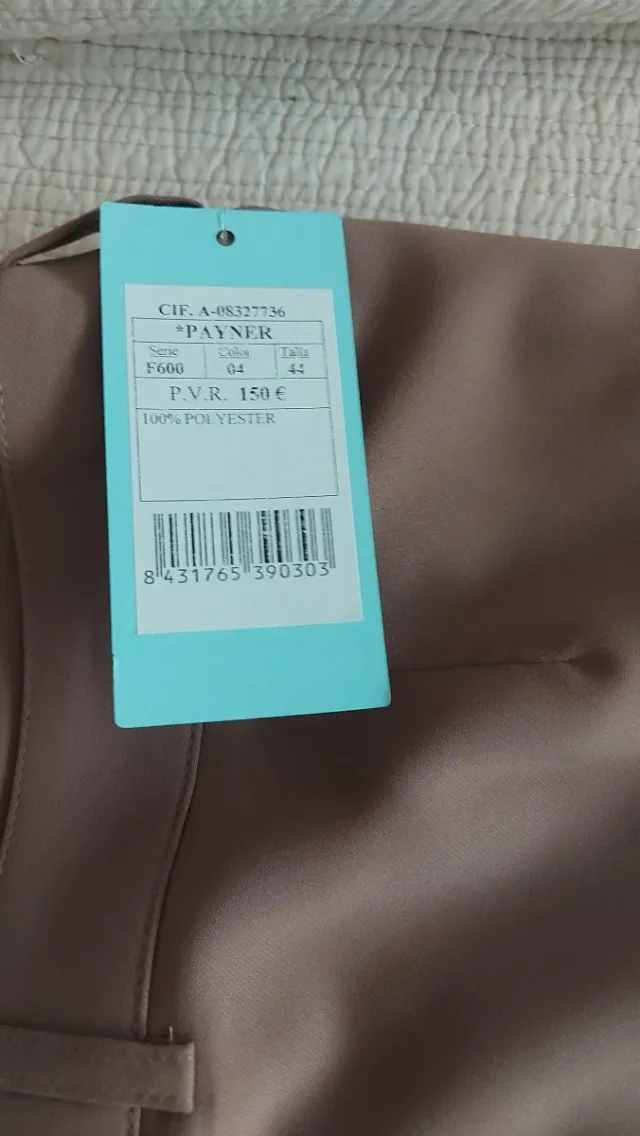 CIF. A-08327736
*PAYNER
Serie Color Talla
F600 04 44
P.V.R. 150 €
100% POLYESTER
8 431765 390303